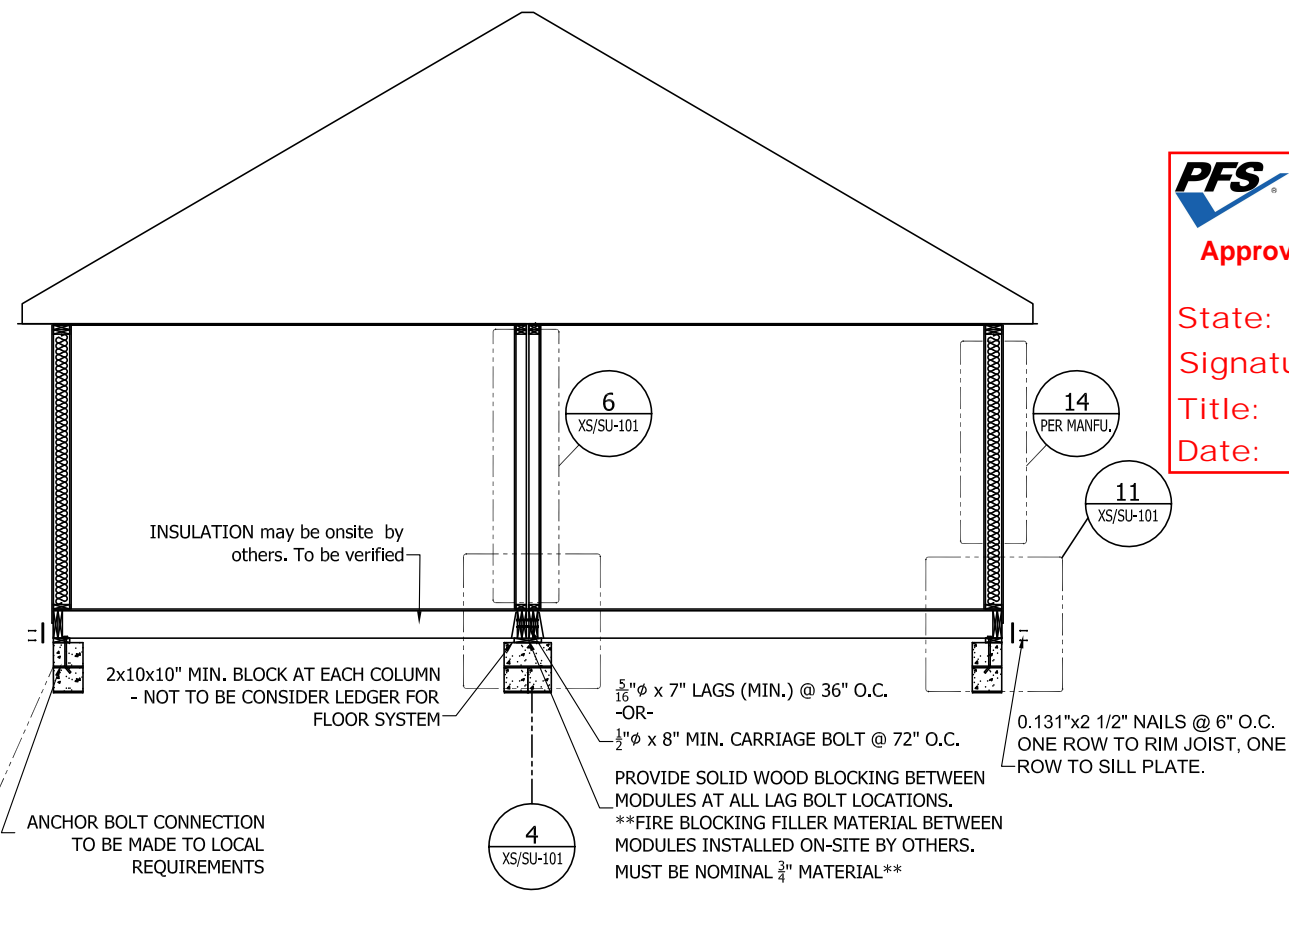 PFS
®
Approv
State:
Signatu
Title:
Date:
6
XS/SU-101
14
PER MANFU.
11
XS/SU-101
INSULATION may be onsite by
others. To be verified
2x10x10" MIN. BLOCK AT EACH COLUMN
- NOT TO BE CONSIDER LEDGER FOR
FLOOR SYSTEM
5/16"ø x 7" LAGS (MIN.) @ 36" O.C.
-OR-
1/2"ø x 8" MIN. CARRIAGE BOLT @ 72" O.C.
0.131"x2 1/2" NAILS @ 6" O.C.
ONE ROW TO RIM JOIST, ONE
ROW TO SILL PLATE.
PROVIDE SOLID WOOD BLOCKING BETWEEN
MODULES AT ALL LAG BOLT LOCATIONS.
**FIRE BLOCKING FILLER MATERIAL BETWEEN
MODULES INSTALLED ON-SITE BY OTHERS.
MUST BE NOMINAL 3/4" MATERIAL**
ANCHOR BOLT CONNECTION
TO BE MADE TO LOCAL
REQUIREMENTS
4
XS/SU-101